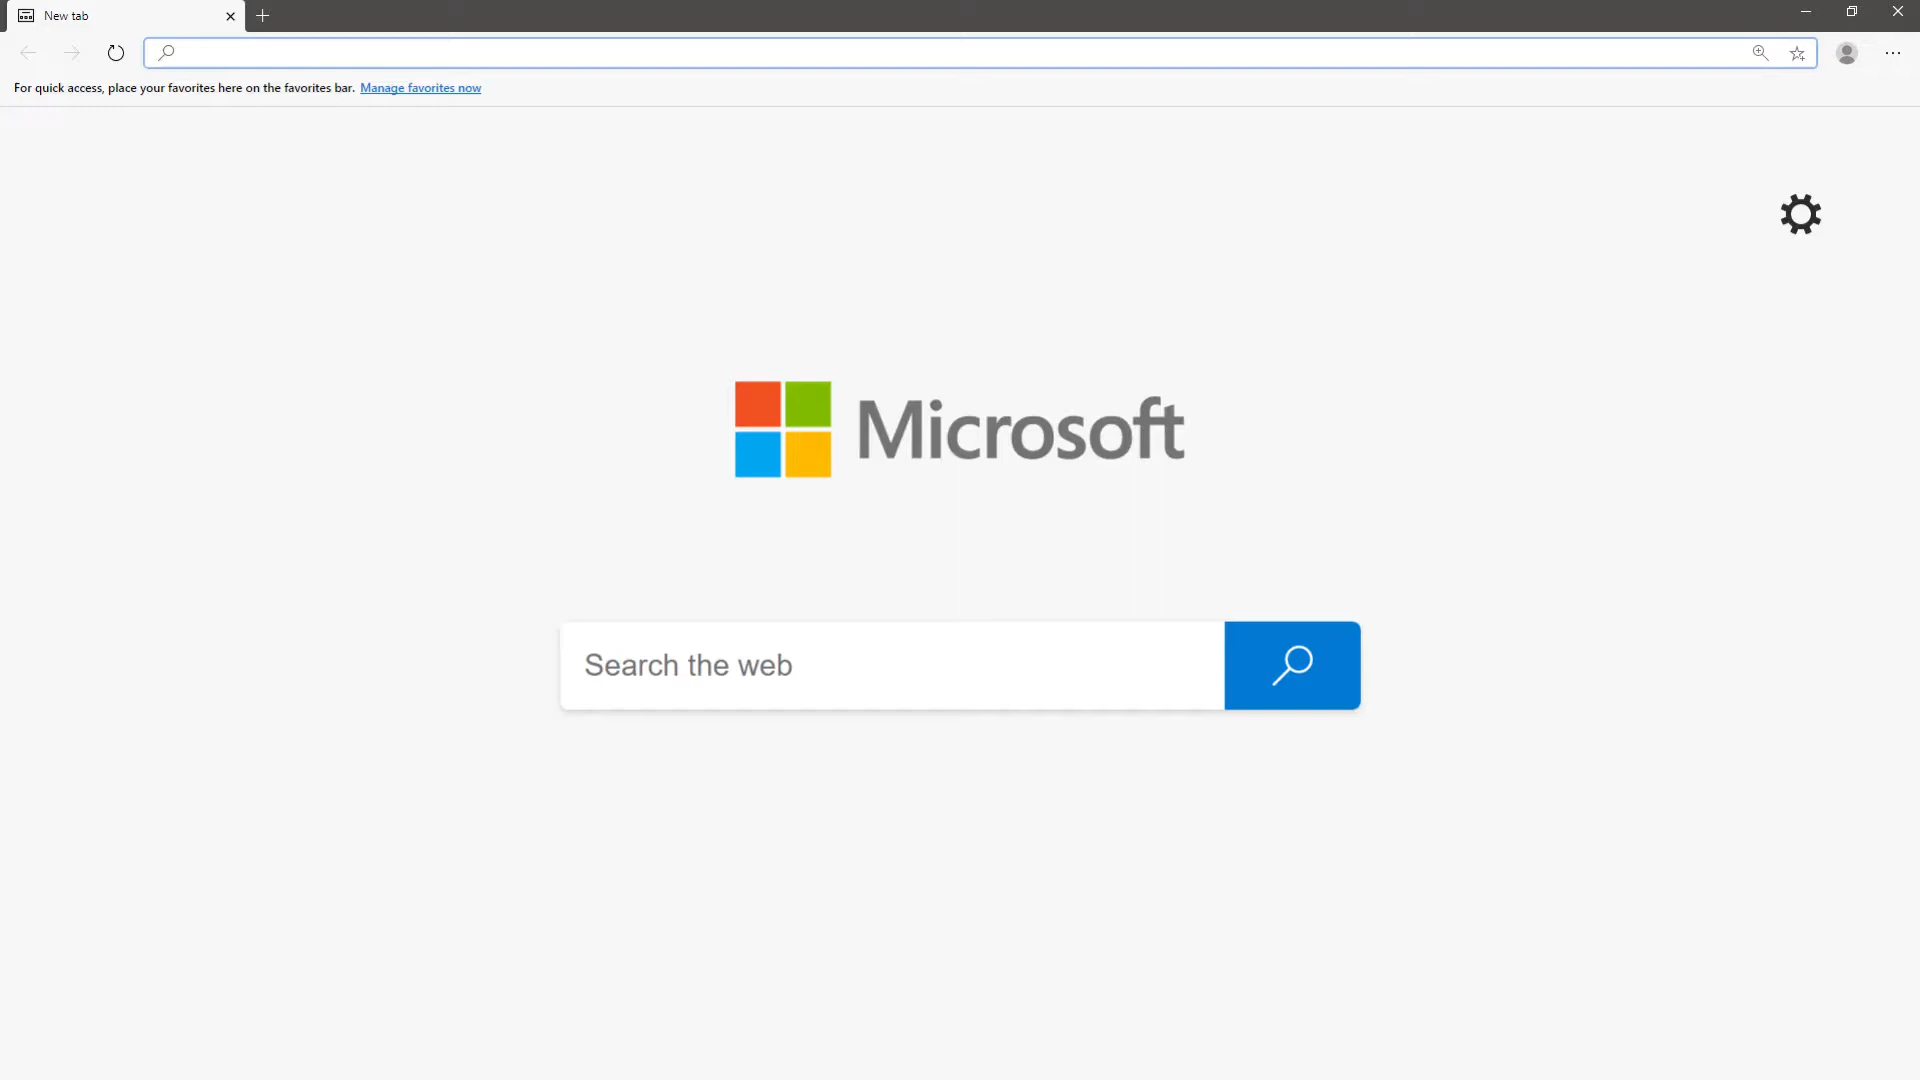 New tab
For quick access, place your favorites here on the favorites bar. Manage favorites now
Microsoft
Search the web